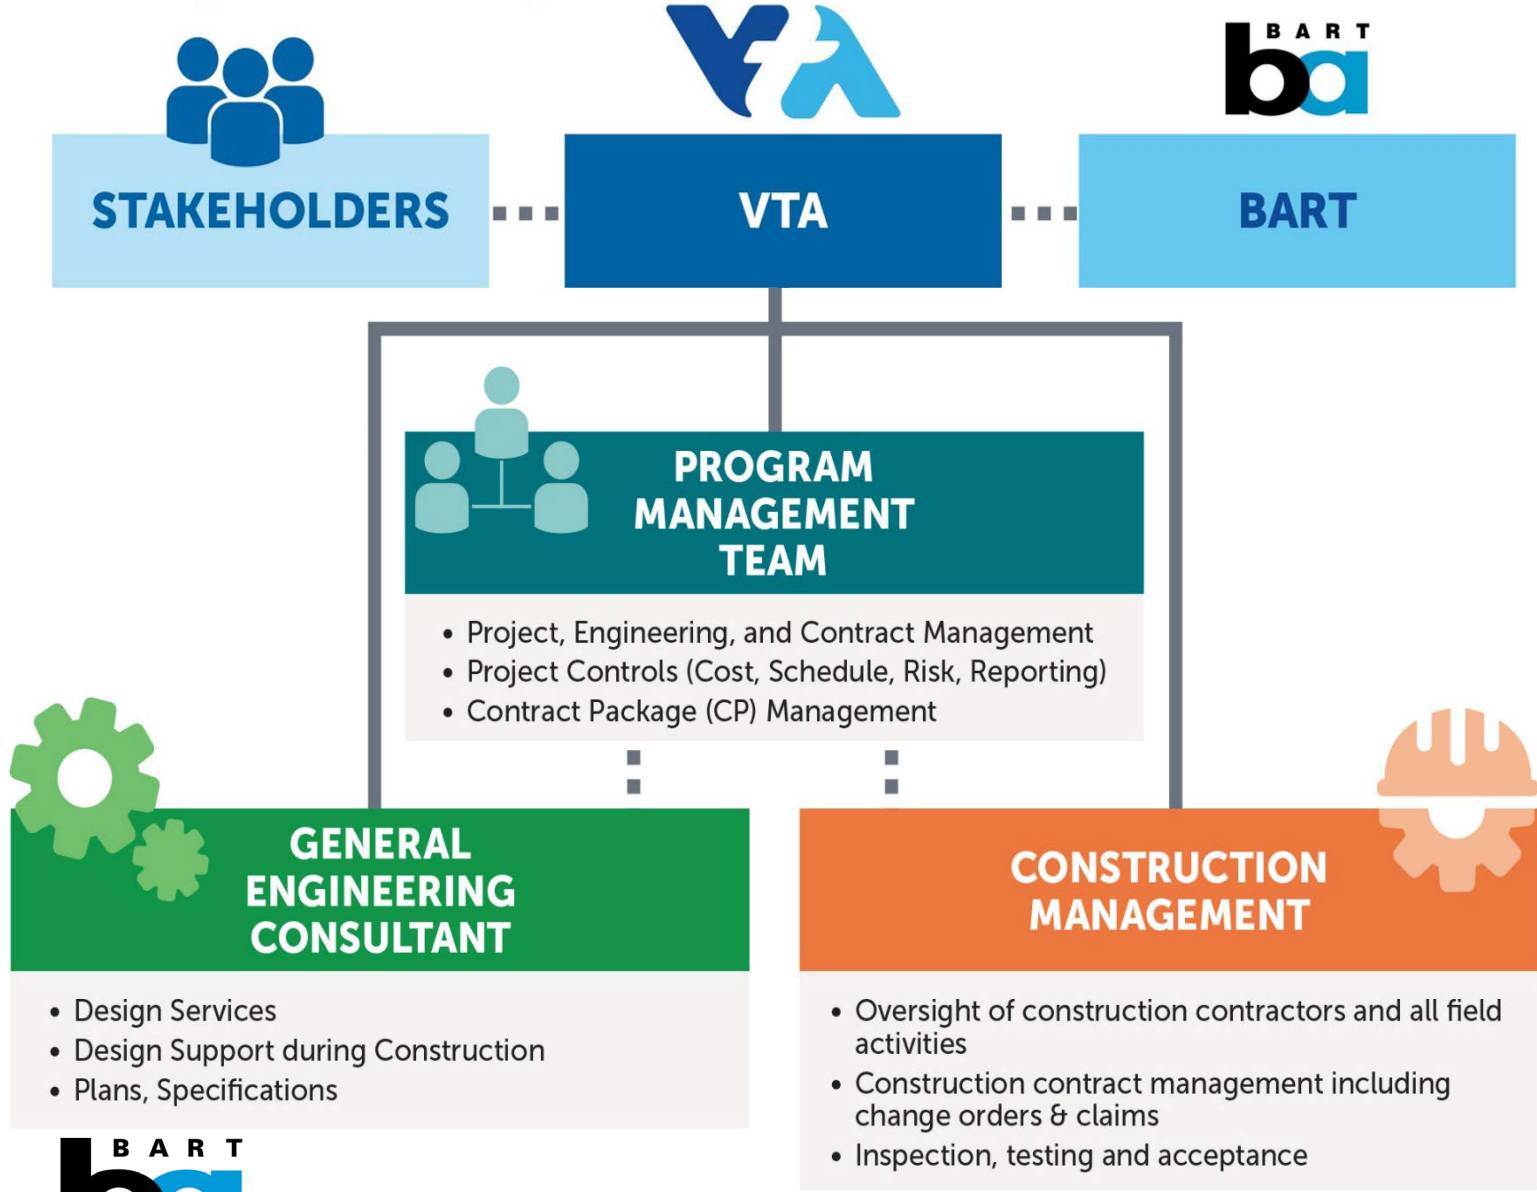 BART
ba
vta
STAKEHOLDERS
VTA
BART
PROGRAM
MANAGEMENT
TEAM
• Project, Engineering, and Contract Management
• Project Controls (Cost, Schedule, Risk, Reporting)
• Contract Package (CP) Management
GENERAL
ENGINEERING
CONSULTANT
• Design Services
• Design Support during Construction
• Plans, Specifications
CONSTRUCTION
MANAGEMENT
• Oversight of construction contractors and all field
activities
• Construction contract management including
change orders & claims
• Inspection, testing and acceptance
BART
ba